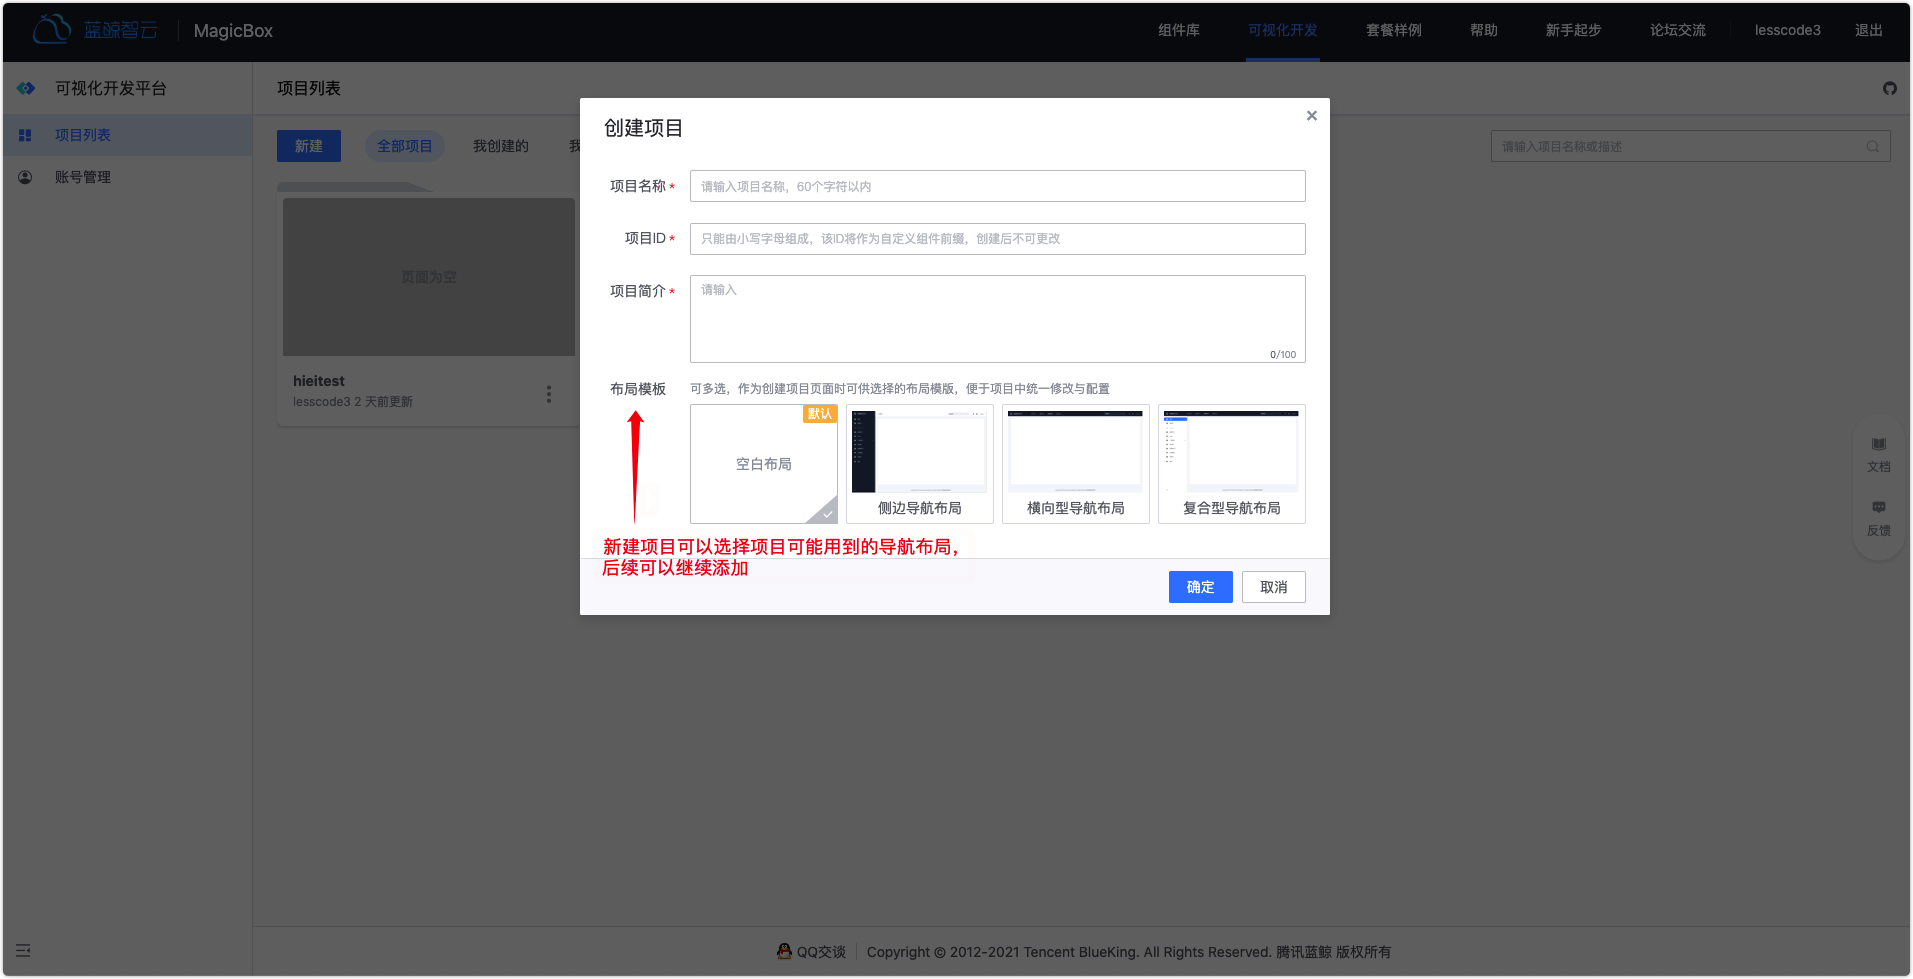 蓝鲸智云 MagicBox 组件库 可视化开发 套餐样例 帮助 新手起步 论坛交流 lesscode3 退出
可视化开发平台
项目列表
账号管理
项目列表
新建 全部项目 我创建的 我
请输入项目名称或描述
页面为空
hieitest
lesscode3 2 天前更新
创建项目
项目名称 * 请输入项目名称，60个字符以内
项目ID * 只能由小写字母组成，该ID将作为自定义组件前缀，创建后不可更改
项目简介 * 请输入
0/100
布局模板 可多选，作为创建项目页面时可供选择的布局模版，便于项目中统一修改与配置
默认
空白布局
侧边导航布局 横向型导航布局 复合型导航布局
新建项目可以选择项目可能用到的导航布局，
后续可以继续添加
确定 取消
文档
反馈
QQ交谈 Copyright © 2012-2021 Tencent BlueKing. All Rights Reserved. 腾讯蓝鲸 版权所有